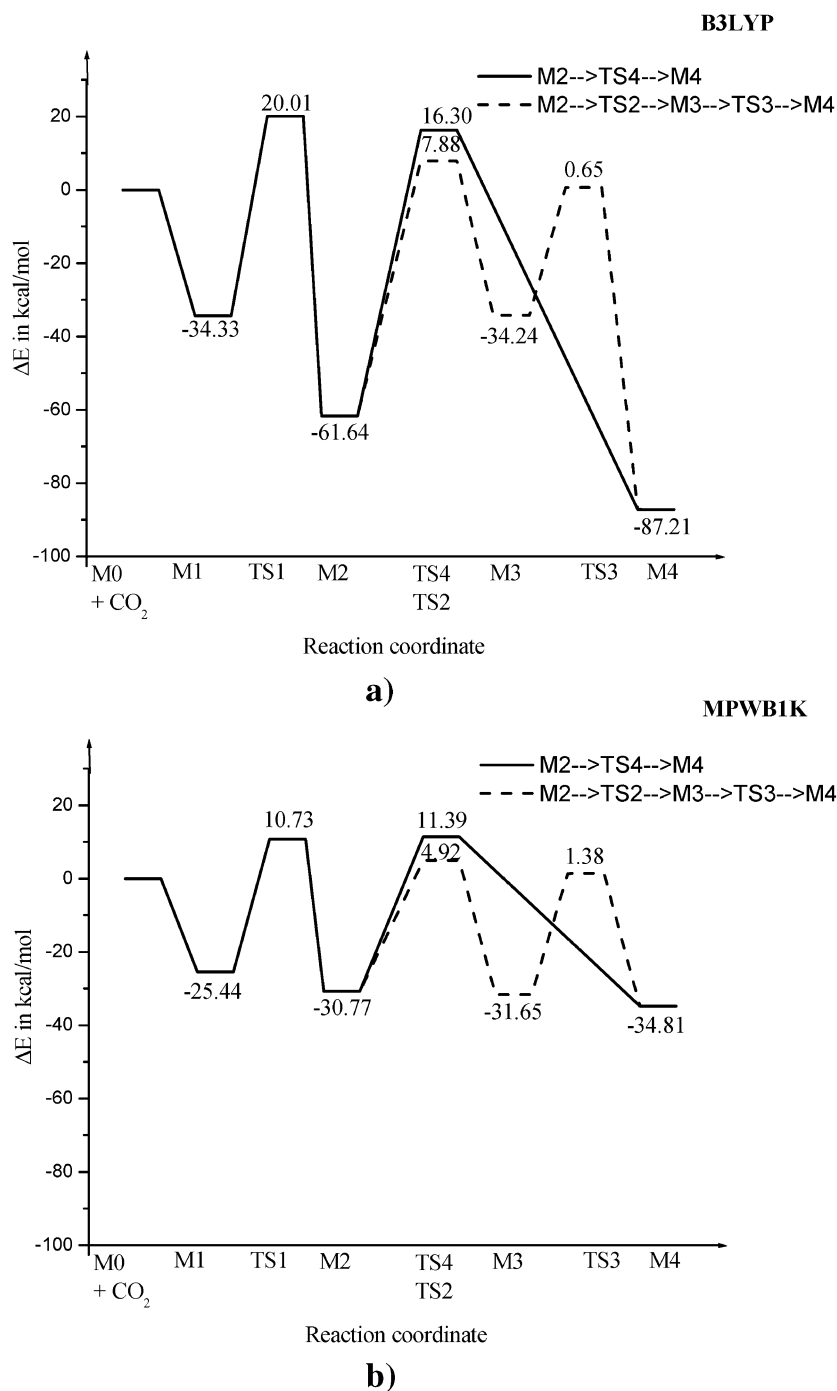 B3LYP
M2-->TS4-->M4
M2-->TS2-->M3-->TS3-->M4
20.01
16.30
7.88
0.65
-34.33
-34.24
-61.64
-87.21
20
0
-20
-40
-60
-80
-100
ΔE in kcal/mol
M0 M1 TS1 M2 TS4 M3 TS3 M4
+ CO2 TS2
Reaction coordinate
a)
MPWB1K
M2-->TS4-->M4
M2-->TS2-->M3-->TS3-->M4
10.73
11.39
4.92
1.38
-25.44
-30.77
-31.65
-34.81
20
0
-20
-40
-60
-80
-100
ΔE in kcal/mol
M0 M1 TS1 M2 TS4 M3 TS3 M4
+ CO2 TS2
Reaction coordinate
b)